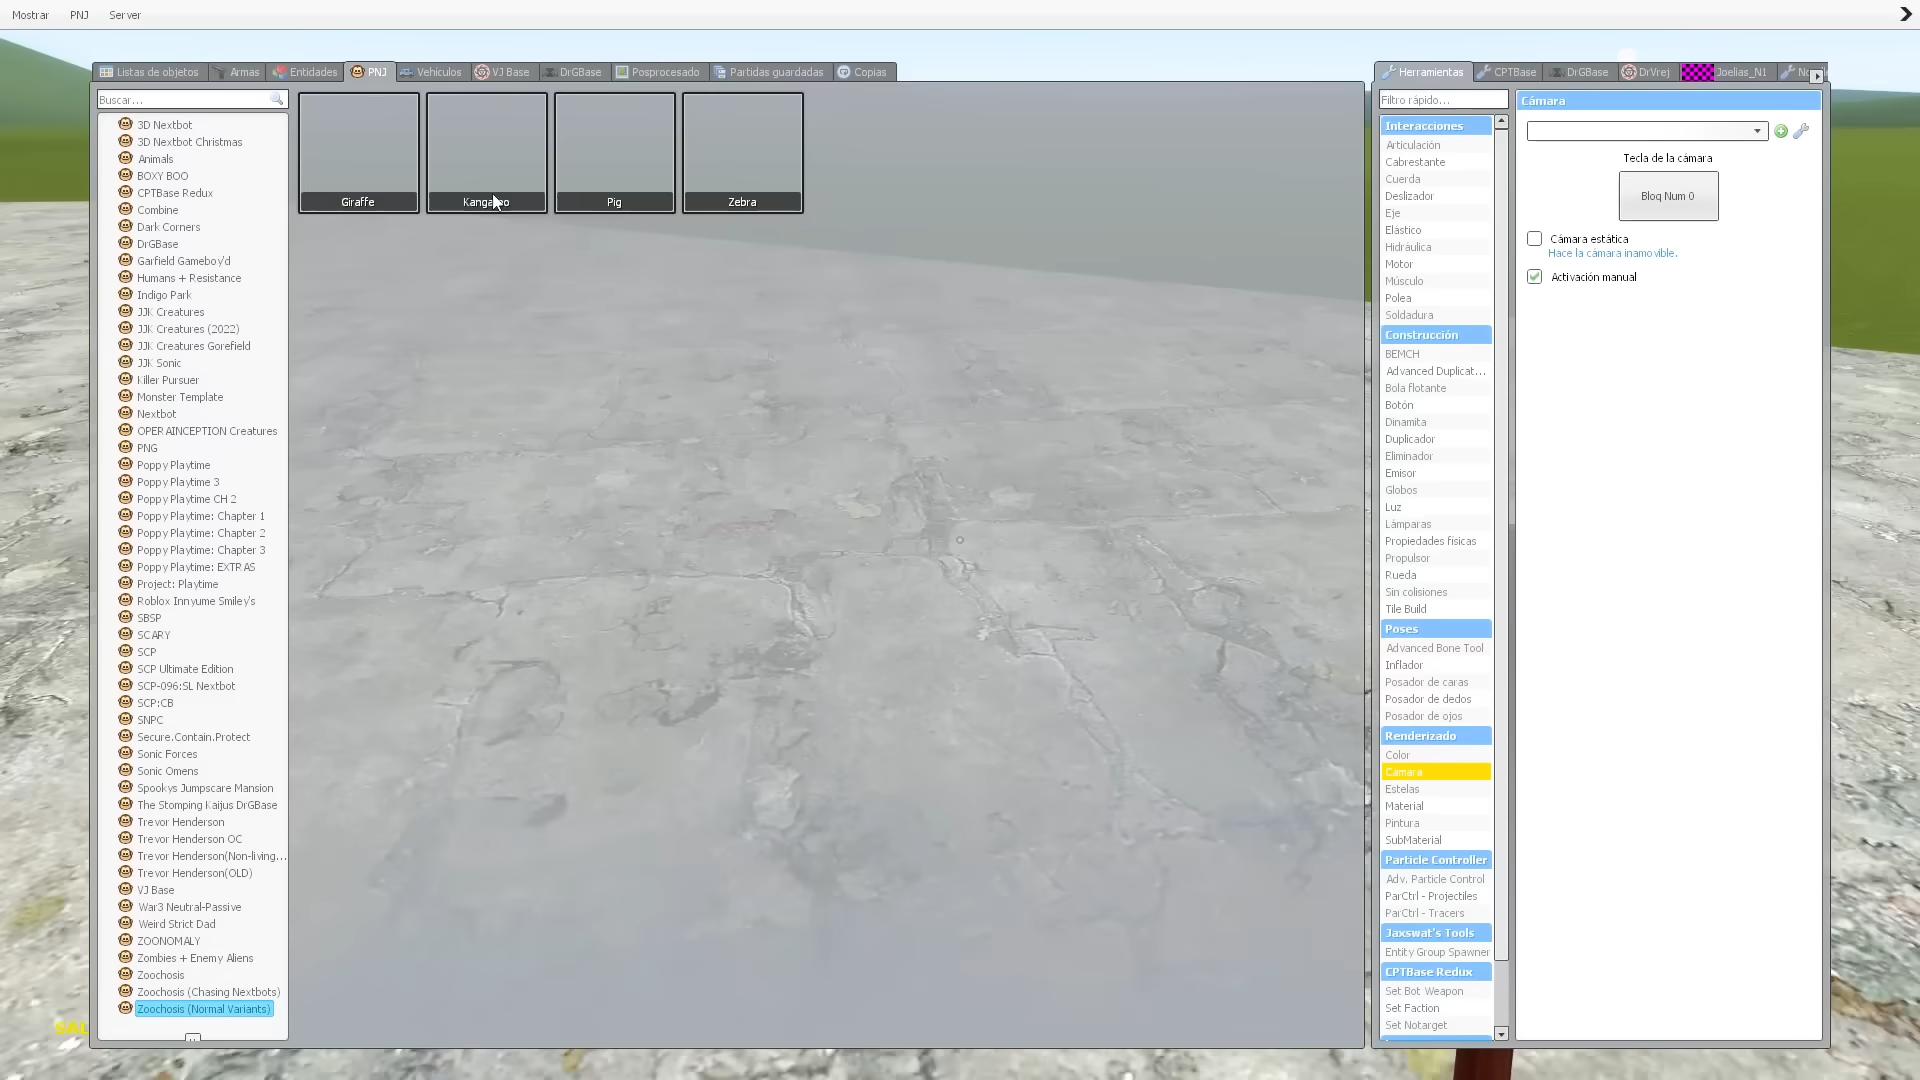 Mostrar PNJ Server
Listas de objetos Armas Entidades PNJ Vehículos VJ Base DrGBase Posprocesado Partidas guardadas Copias
Herramientas CPTBase DrGBase DrVrej Joelias_N1
Buscar...
3D Nextbot
3D Nextbot Christmas
Animals
BOXY BOO
CPTBase Redux
Combine
Dark Corners
DrGBase
Garfield Gameboy'd
Humans + Resistance
Indigo Park
JJK Creatures
JJK Creatures (2022)
JJK Creatures Gorefield
JJK Sonic
Killer Pursuer
Monster Template
Nextbot
OPERAINCEPTION Creatures
PNG
Poppy Playtime
Poppy Playtime 3
Poppy Playtime CH 2
Poppy Playtime: Chapter 1
Poppy Playtime: Chapter 2
Poppy Playtime: Chapter 3
Poppy Playtime: EXTRAS
Project: Playtime
Roblox Innyume Smiley's
SBSP
SCARY
SCP
SCP Ultimate Edition
SCP-096:SL Nextbot
SCP:CB
SNPC
Secure.Contain.Protect
Sonic Forces
Sonic Omens
Spookys Jumpscare Mansion
The Stomping Kaijus DrGBase
Trevor Henderson
Trevor Henderson OC
Trevor Henderson(Non-living...
Trevor Henderson(OLD)
VJ Base
War3 Neutral-Passive
Weird Strict Dad
ZOONOMALY
Zombies + Enemy Aliens
Zoochosis
Zoochosis (Chasing Nextbots)
Zoochosis (Normal Variants)
Giraffe Kangaroo Pig Zebra
Filtro rápido...
Interacciones
Articulación
Cabrestante
Cuerda
Deslizador
Eje
Elástico
Hidráulica
Motor
Músculo
Polea
Soldadura
Construcción
BEMCH
Advanced Duplicat...
Bola flotante
Botón
Dinamita
Duplicador
Eliminador
Emisor
Globos
Luz
Lámparas
Propiedades físicas
Propulsor
Rueda
Sin colisiones
Tile Build
Poses
Advanced Bone Tool
Inflador
Posador de caras
Posador de dedos
Posador de ojos
Renderizado
Color
Cámara
Estelas
Material
Pintura
SubMaterial
Particle Controller
Adv. Particle Control
ParCtrl - Projectiles
ParCtrl - Tracers
Jaxswat's Tools
Entity Group Spawner
CPTBase Redux
Set Bot Weapon
Set Faction
Set Notarget
Cámara
Tecla de la cámara
Bloq Num 0
Cámara estática
Hace la cámara inamovible.
Activación manual